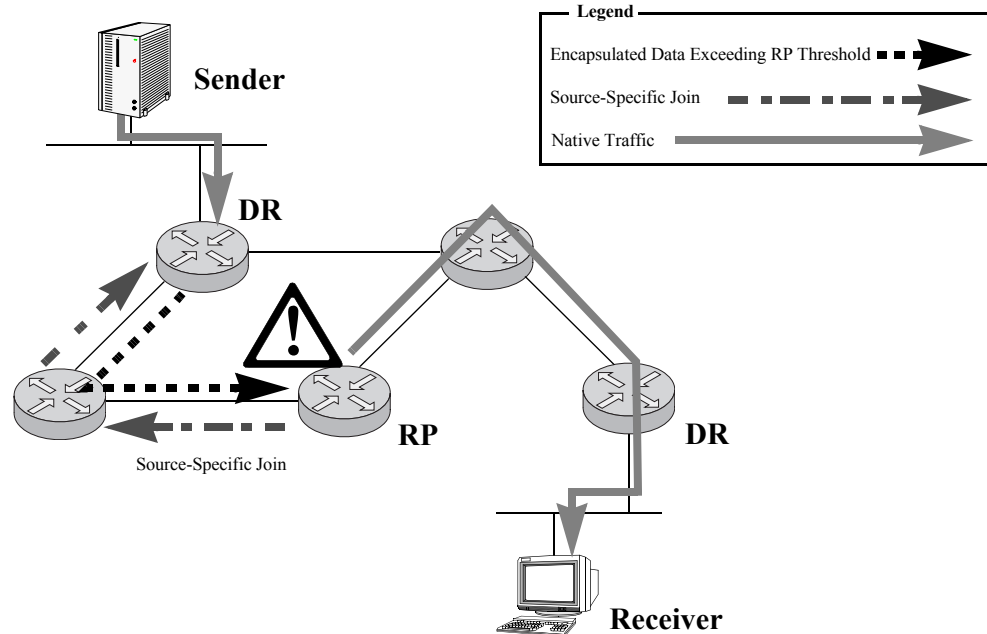 Legend
Encapsulated Data Exceeding RP Threshold
Source-Specific Join
Native Traffic
Sender
DR
RP
DR
Source-Specific Join
Receiver